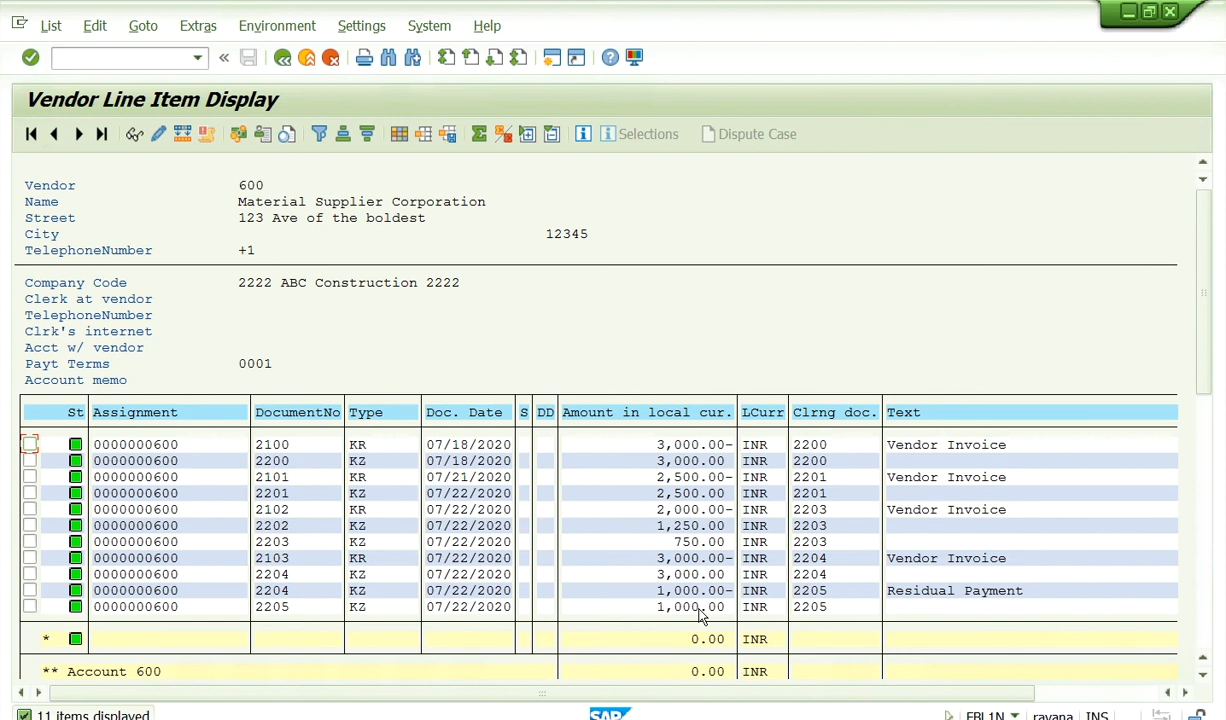 List Edit Goto Extras Environment Settings System Help
Vendor Line Item Display
Selections Dispute Case
Vendor 600
Name Material Supplier Corporation
Street 123 Ave of the boldest
City 12345
TelephoneNumber +1
Company Code 2222 ABC Construction 2222
Clerk at vendor
TelephoneNumber
Clrk's internet
Acct w/ vendor
Payt Terms 0001
Account memo
St Assignment DocumentNo Type Doc. Date S DD Amount in local cur. LCurr Clrng doc. Text
0000000600 2100 KR 07/18/2020 3,000.00- INR 2200 Vendor Invoice
0000000600 2200 KZ 07/18/2020 3,000.00 INR 2200
0000000600 2101 KR 07/21/2020 2,500.00- INR 2201 Vendor Invoice
0000000600 2201 KZ 07/22/2020 2,500.00 INR 2201
0000000600 2102 KR 07/22/2020 2,000.00- INR 2203 Vendor Invoice
0000000600 2202 KZ 07/22/2020 1,250.00 INR 2203
0000000600 2203 KZ 07/22/2020 750.00 INR 2203
0000000600 2103 KR 07/22/2020 3,000.00- INR 2204 Vendor Invoice
0000000600 2204 KZ 07/22/2020 3,000.00 INR 2204
0000000600 2204 KZ 07/22/2020 1,000.00- INR 2205 Residual Payment
0000000600 2205 KZ 07/22/2020 1,000.00 INR 2205
* 0.00 INR
** Account 600 0.00 INR
11 items displayed SAP FBL1N ravana INS